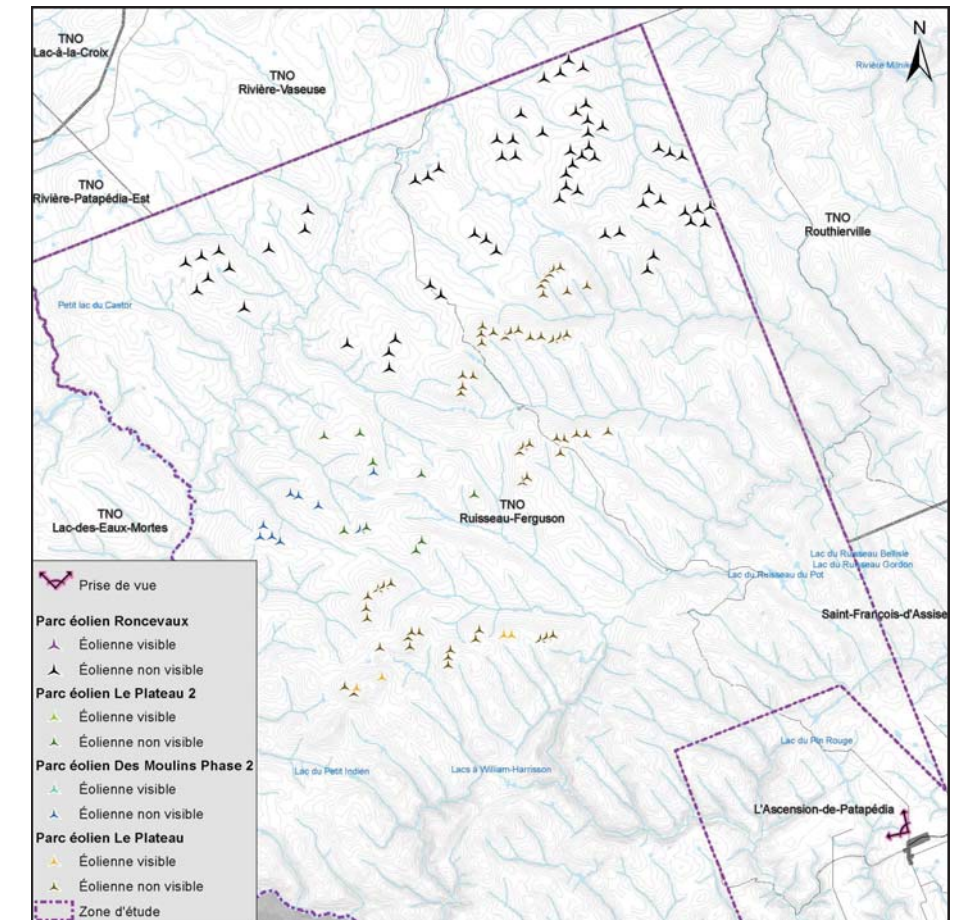 N
TNO
Lac-à-la-Croix
TNO
Rivière-Vaseuse
Rivière Milnik
TNO
Rivière-Patapédia-Est
TNO
Routhierville
Petit lac du Castor
TNO
Ruisseau-Ferguson
TNO
Lac-des-Eaux-Mortes
Lac du Ruisseau Bellisle
Lac du Ruisseau Gordon
Lac du Ruisseau du Pot
Saint-François-d'Assise
Lac du Pin Rouge
Lac du Petit Indien
Lacs à William-Harrisson
L'Ascension-de-Patapédia
Prise de vue
Parc éolien Roncevaux
Éolienne visible
Éolienne non visible
Parc éolien Le Plateau 2
Éolienne visible
Éolienne non visible
Parc éolien Des Moulins Phase 2
Éolienne visible
Éolienne non visible
Parc éolien Le Plateau
Éolienne visible
Éolienne non visible
Zone d'étude